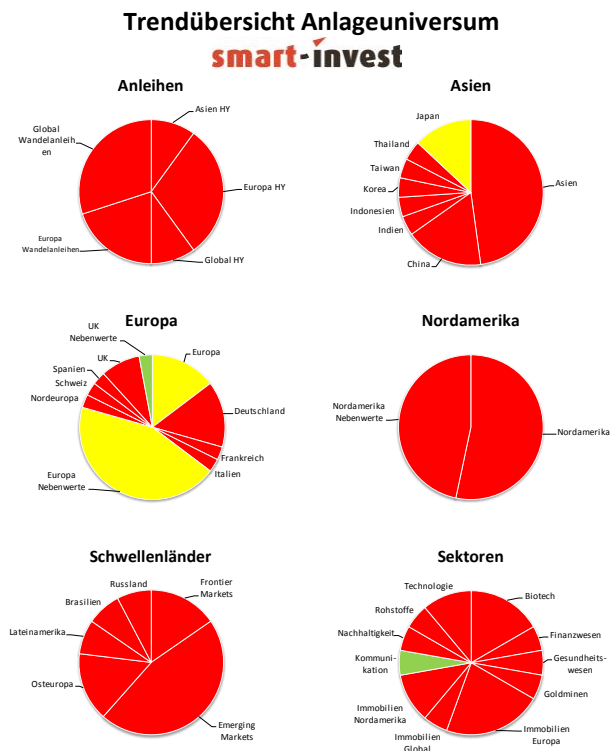 Trendübersicht Anlageuniversum
smart-invest
Anleihen
Asien HY
Global
Wandelanleih
en
Europa HY
Europa
Wandelanleihen
Global HY
Asien
Japan
Thailand
Taiwan
Korea
Indonesien
Indien
China
Asien
Europa
UK
Nebenwerte
UK
Spanien
Schweiz
Nordeuropa
Europa
Deutschland
Frankreich
Italien
Europa
Nebenwerte
Nordamerika
Nordamerika
Nebenwerte
Nordamerika
Schwellenländer
Russland
Brasilien
Lateinamerika
Osteuropa
Frontier
Markets
Emerging
Markets
Sektoren
Technologie
Rohstoffe
Nachhaltigkeit
Kommuni-
kation
Immobilien
Nordamerika
Immobilien
Global
Biotech
Finanzwesen
Gesundheits-
wesen
Goldminen
Immobilien
Europa